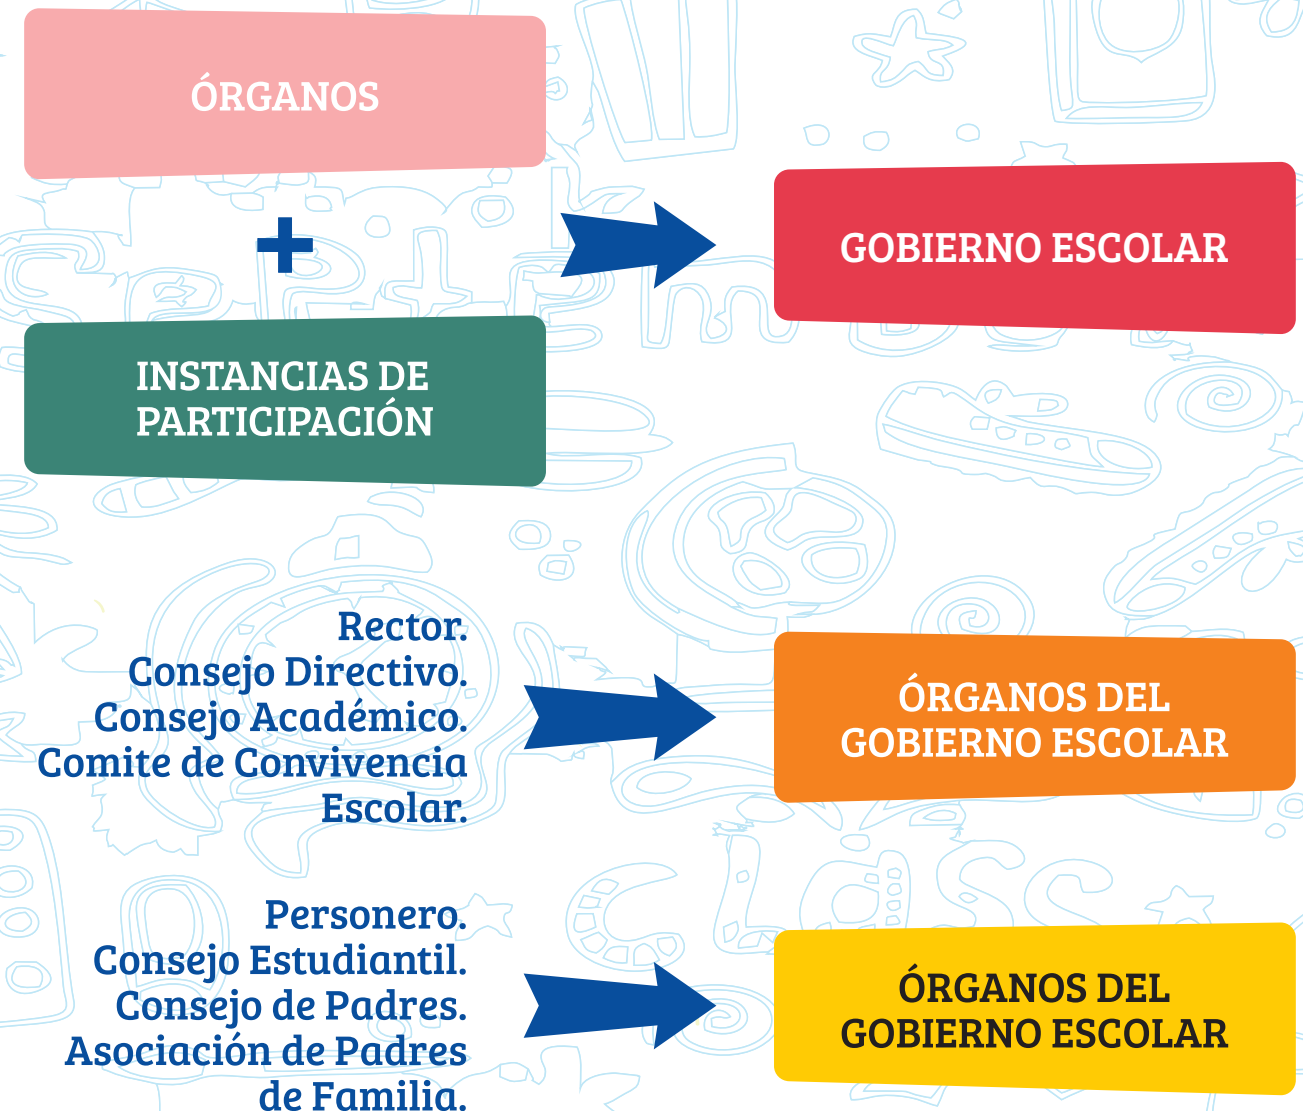 ÓRGANOS
+
INSTANCIAS DE
PARTICIPACIÓN
GOBIERNO ESCOLAR
Rector.
Consejo Directivo.
Consejo Académico.
Comite de Convivencia
Escolar.
ÓRGANOS DEL
GOBIERNO ESCOLAR
Personero.
Consejo Estudiantil.
Consejo de Padres.
Asociación de Padres
de Familia.
ÓRGANOS DEL
GOBIERNO ESCOLAR